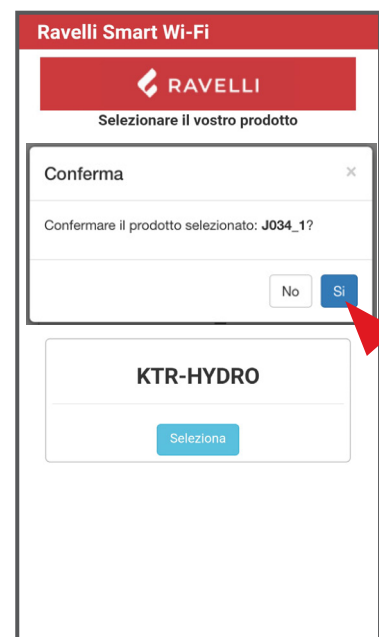 Ravelli Smart Wi-Fi
RAVELLI
Selezionare il vostro prodotto
Conferma
×
Confermare il prodotto selezionato: J034_1?
No
Si
KTR-HYDRO
Seleziona